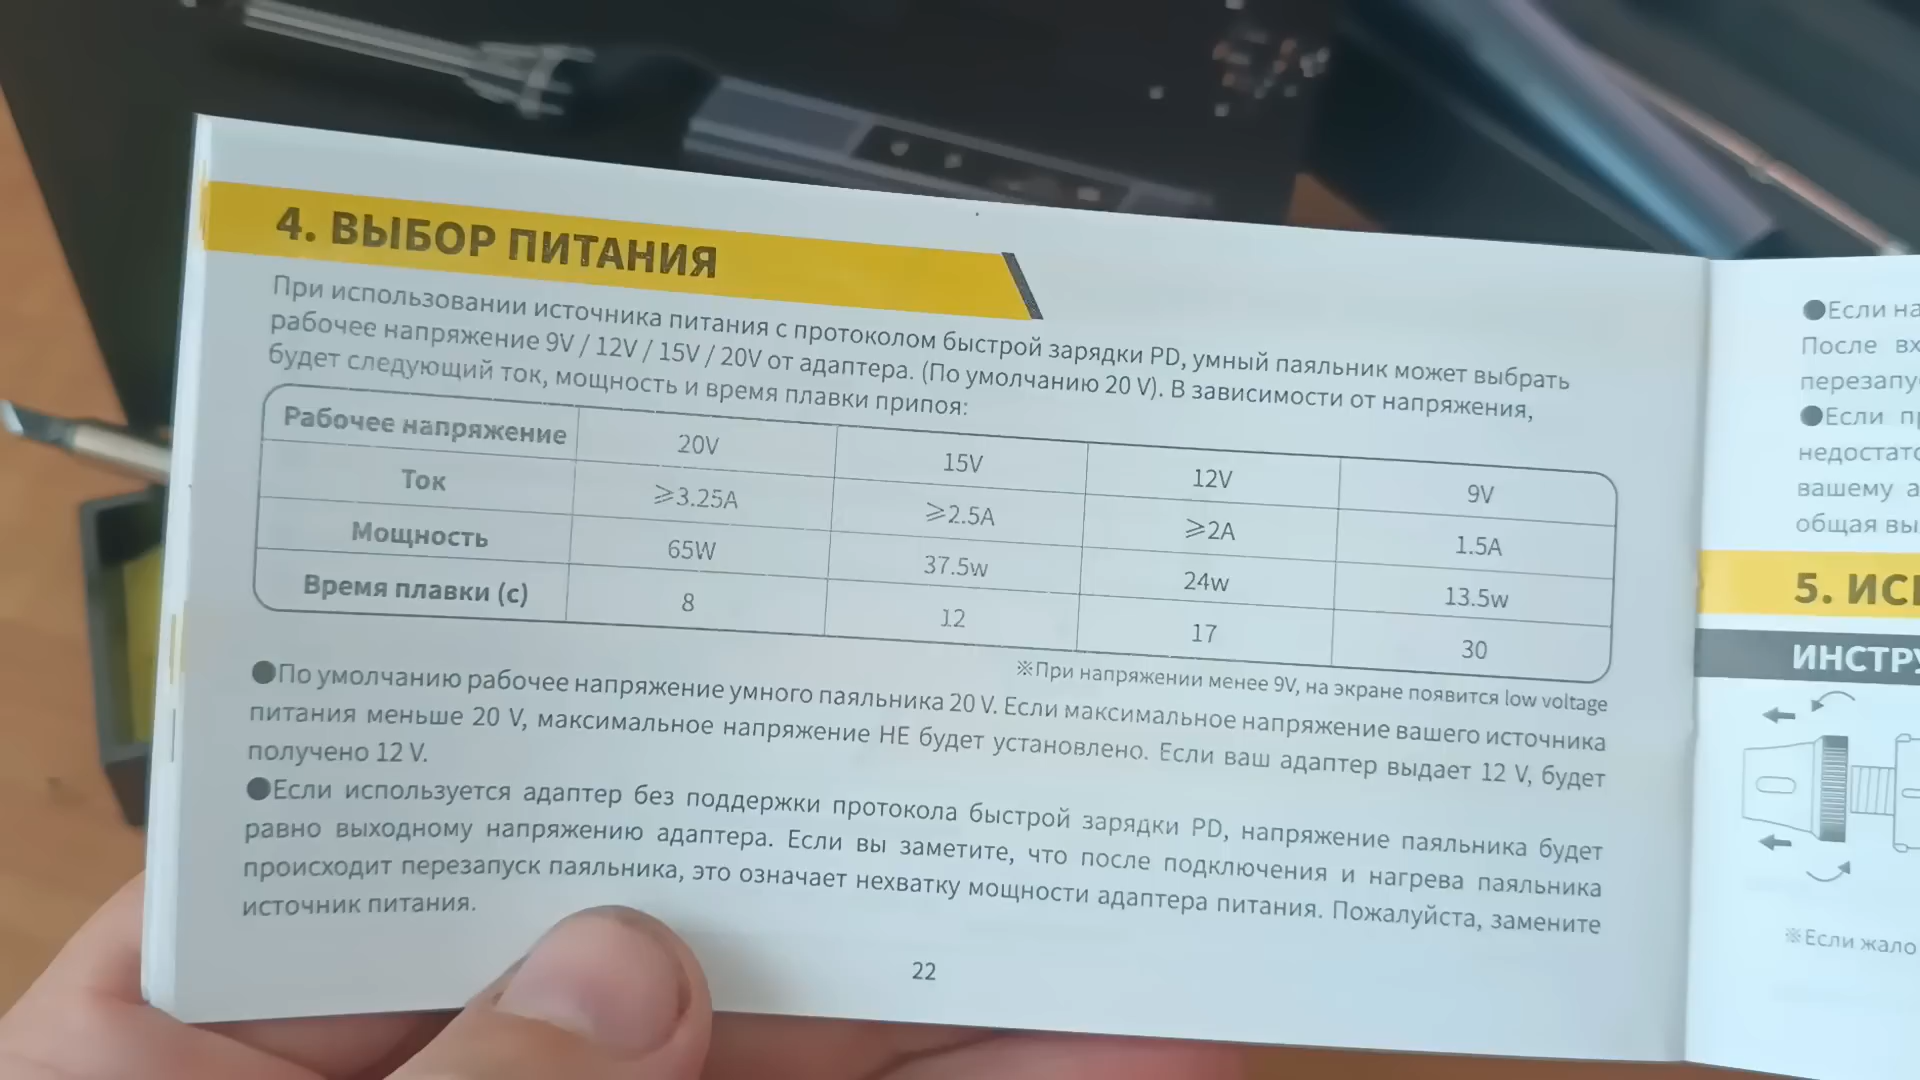 4. ВЫБОР ПИТАНИЯ
При использовании источника питания с протоколом быстрой зарядки PD, умный паяльник может выбрать
рабочее напряжение 9V / 12V / 15V / 20V от адаптера. (По умолчанию 20 V). В зависимости от напряжения,
будет следующий ток, мощность и время плавки припоя:
Рабочее напряжение 20V 15V 12V 9V
Ток ⩾3.25A ⩾2.5A ⩾2A 1.5A
Мощность 65W 37.5w 24w 13.5w
Время плавки (с) 8 12 17 30
※При напряжении менее 9V, на экране появится low voltage
●По умолчанию рабочее напряжение умного паяльника 20 V. Если максимальное напряжение вашего источника
питания меньше 20 V, максимальное напряжение НЕ будет установлено. Если ваш адаптер выдает 12 V, будет
получено 12 V.
●Если используется адаптер без поддержки протокола быстрой зарядки PD, напряжение паяльника будет
равно выходному напряжению адаптера. Если вы заметите, что после подключения и нагрева паяльника
происходит перезапуск паяльника, это означает нехватку мощности адаптера питания. Пожалуйста, замените
источник питания.
22
●Если на
После вх
перезапу
●Если п
недостато
вашему а
общая вы
5. ИС
ИНСТРУ
※Если жало